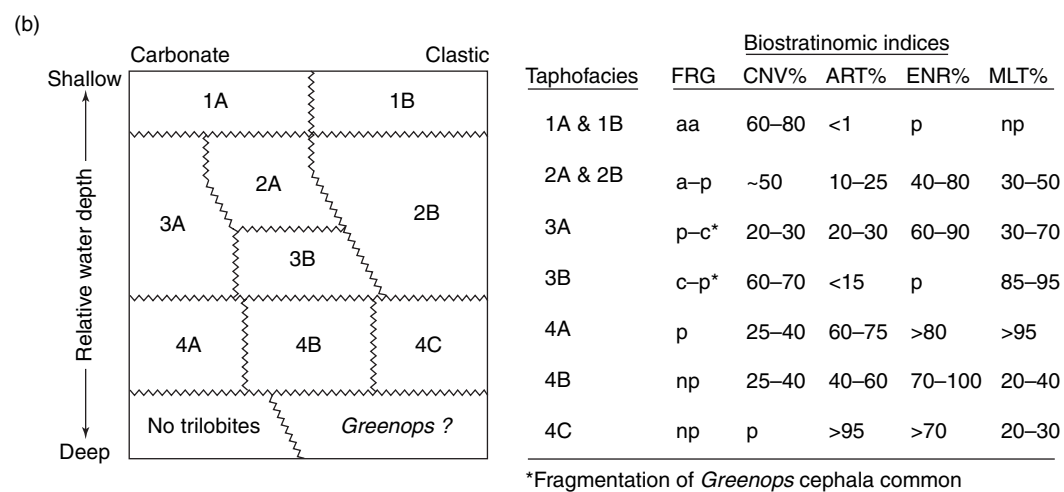 (b)
Carbonate Clastic
Shallow
Relative water depth
Deep
1A 1B
2A
2B
3A
3B
4A 4B 4C
No trilobites Greenops ?
Biostratinomic indices
Taphofacies FRG CNV% ART% ENR% MLT%
1A & 1B aa 60–80 <1 p np
2A & 2B a–p ~50 10–25 40–80 30–50
3A p–c* 20–30 20–30 60–90 30–70
3B c–p* 60–70 <15 p 85–95
4A p 25–40 60–75 >80 >95
4B np 25–40 40–60 70–100 20–40
4C np p >95 >70 20–30
*Fragmentation of Greenops cephala common